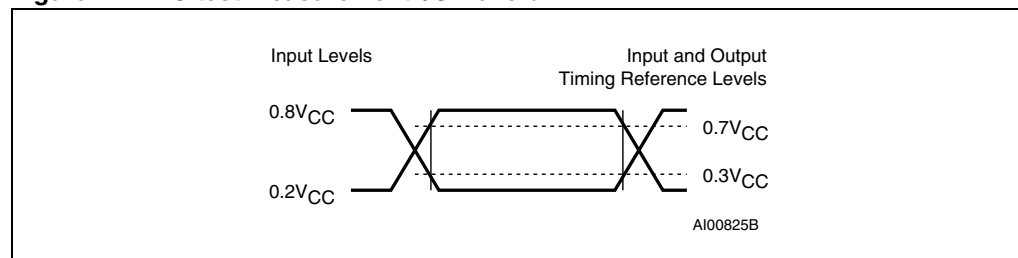 Input Levels
Input and Output
Timing Reference Levels
0.8VCC
0.7VCC
0.3VCC
0.2VCC
AI00825B